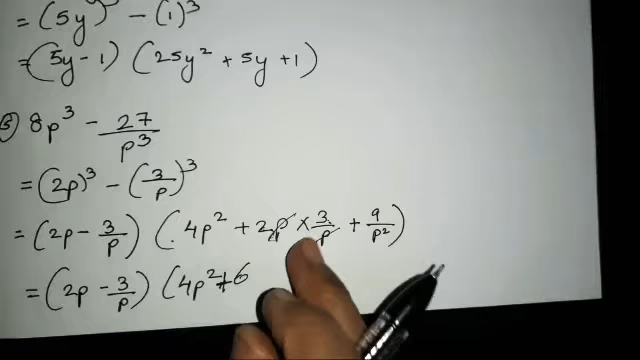 = (5y)³ - (1)³
= (5y - 1) (25y² + 5y + 1)
5) 8p³ - 27/p³
= (2p)³ - (3/p)³
= (2p - 3/p) (4p² + 2p × 3/p + 9/p²)
= (2p - 3/p) (4p² + 6